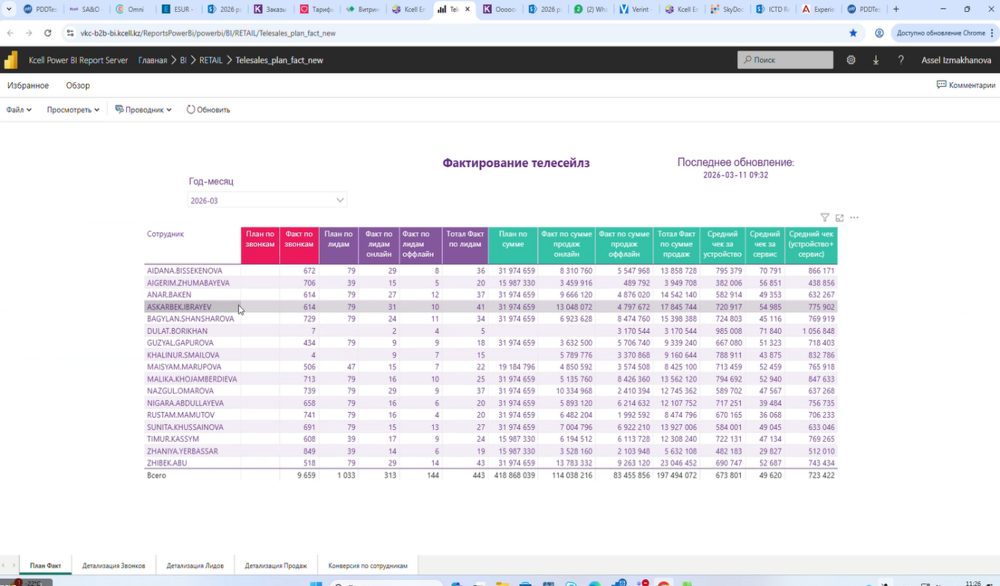 PDDTes SA&O Omni ESUR - 2026 p Заказы Тариф Витрин Kcell En Tel Ooooo 2026 p (2) Wha Verint - Kcell En SkyDoc ICTD Re Experie PDDTes
vkc-b2b-bi.kcell.kz/ReportsPowerBi/powerbi/BI/RETAIL/Telesales_plan_fact_new Доступно обновление Chrome
Kcell Power BI Report Server Главная > BI > RETAIL > Telesales_plan_fact_new Поиск ? Assel Izmakhanova
Избранное Обзор Комментарии
Файл Просмотреть Проводник Обновить
Фактирование телесейлз
Последнее обновление:
2026-03-11 09:32
Год-месяц
2026-03
Сотрудник План по звонкам Факт по звонкам План по лидам Факт по лидам онлайн Факт по лидам оффлайн Тотал Факт по лидам План по сумме Факт по сумме продаж онлайн Факт по сумме продаж оффлайн Тотал Факт по сумме продаж Средний чек за устройство Средний чек за сервис Средний чек (устройство+ сервис)
AIDANA.BISSEKENOVA 672 79 29 8 36 31 974 659 8 310 760 5 547 968 13 858 728 795 379 70 791 866 171
AIGERIM.ZHUMABAYEVA 706 39 15 5 20 15 987 330 3 459 916 489 792 3 949 708 382 006 56 851 438 856
ANAR.BAKEN 614 79 27 12 37 31 974 659 9 666 120 4 876 020 14 542 140 582 914 49 353 632 267
ASKARBEK.IBRAYEV 614 79 31 10 41 31 974 659 13 048 072 4 797 672 17 845 744 720 917 54 985 775 902
BAGYLAN.SHANSHAROVA 729 79 24 11 34 31 974 659 6 923 628 8 474 760 15 398 388 724 803 45 116 769 919
DULAT.BORIKHAN 7 2 4 5 3 170 544 3 170 544 985 008 71 840 1 056 848
GUZYAL.GAPUROVA 434 79 9 9 18 31 974 659 3 632 500 5 706 740 9 339 240 667 080 51 323 718 403
KHALINUR.SMAILOVA 4 9 7 15 5 789 776 3 370 868 9 160 644 788 911 43 875 832 786
MAISYAM.MARUPOVA 506 47 15 7 22 19 184 796 4 850 592 3 574 508 8 425 100 713 459 52 459 765 918
MALIKA.KHOJAMBERDIEVA 713 79 16 10 25 31 974 659 5 135 760 8 426 360 13 562 120 794 692 52 940 847 633
NAZGUL.OMAROVA 739 79 29 9 37 31 974 659 10 334 968 2 410 394 12 745 362 589 702 47 567 637 268
NIGARA.ABDULLAYEVA 658 79 16 6 20 31 974 659 5 893 120 6 214 632 12 107 752 717 251 39 484 756 735
RUSTAM.MAMUTOV 741 79 16 4 20 31 974 659 6 482 204 1 992 592 8 474 796 670 165 36 068 706 233
SUNITA.KHUSSAINOVA 691 79 15 13 27 31 974 659 7 004 796 6 922 210 13 927 006 584 001 49 045 633 046
TIMUR.KASSYM 608 39 17 9 24 15 987 330 6 194 512 6 113 728 12 308 240 722 131 47 134 769 265
ZHANIYA.YERBASSAR 849 39 14 6 19 15 987 330 3 528 160 2 103 948 5 632 108 482 183 29 827 512 010
ZHIBEK.ABU 518 79 29 14 43 31 974 659 13 783 332 9 263 120 23 046 452 690 747 52 687 743 434
Всего 9 659 1 033 313 144 443 418 868 039 114 038 216 83 455 856 197 494 072 673 801 49 620 723 422
План Факт Детализация Звонков Детализация Лидов Детализация Продаж Конверсия по сотрудникам
-22°C 11:26